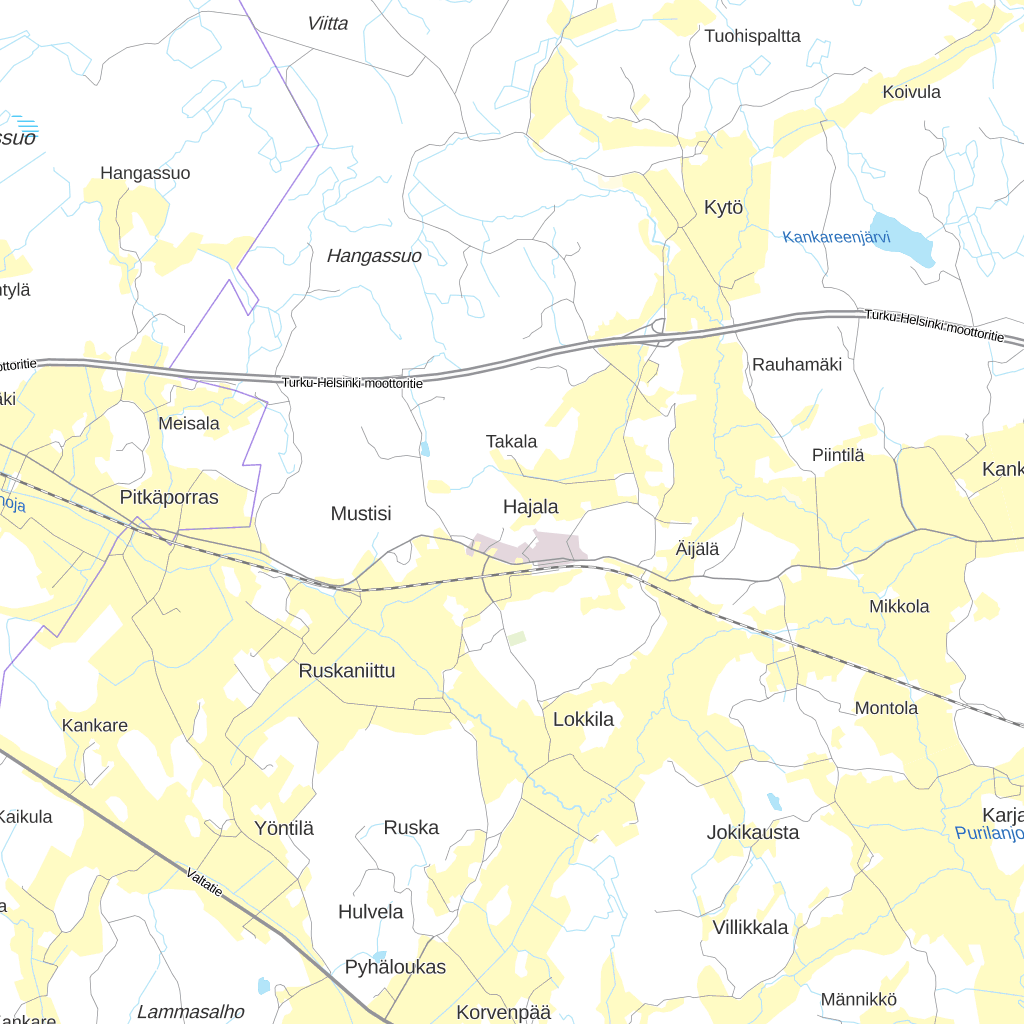 Viitta
Tuohispaltta
Koivula
Hangassuo
Kytö
Kankareenjärvi
Hangassuo
Turku-Helsinki moottoritie
Rauhamäki
Turku-Helsinki moottoritie
Meisala
Takala
Piintilä
Pitkäporras
Hajala
Mustisi
Äijälä
Mikkola
Ruskaniittu
Kankare
Lokkila
Montola
Kaikula
Yöntilä
Ruska
Jokikausta
Valtatie
Hulvela
Villikkala
Pyhäloukas
Männikkö
Lammasalho
Korvenpää